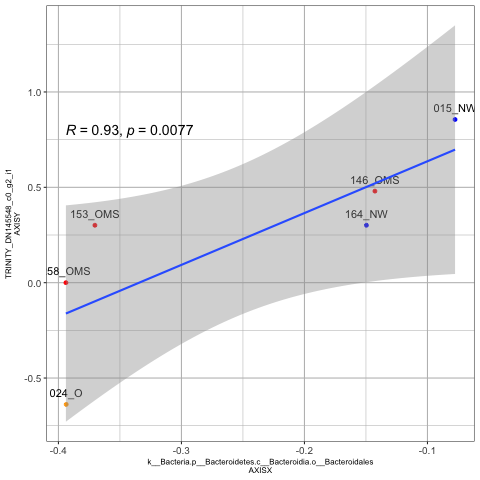 015_NW
R = 0.93, p = 0.0077
146_OMS
153_OMS
164_NW
58_OMS
024_O
1.0
0.5
0.0
-0.5
TRINITY_DN145548_c0_g2_i1
AXISY
-0.4
-0.3
-0.2
-0.1
k__Bacteria.p__Bacteroidetes.c__Bacteroidia.o__Bacteroidales
AXISX